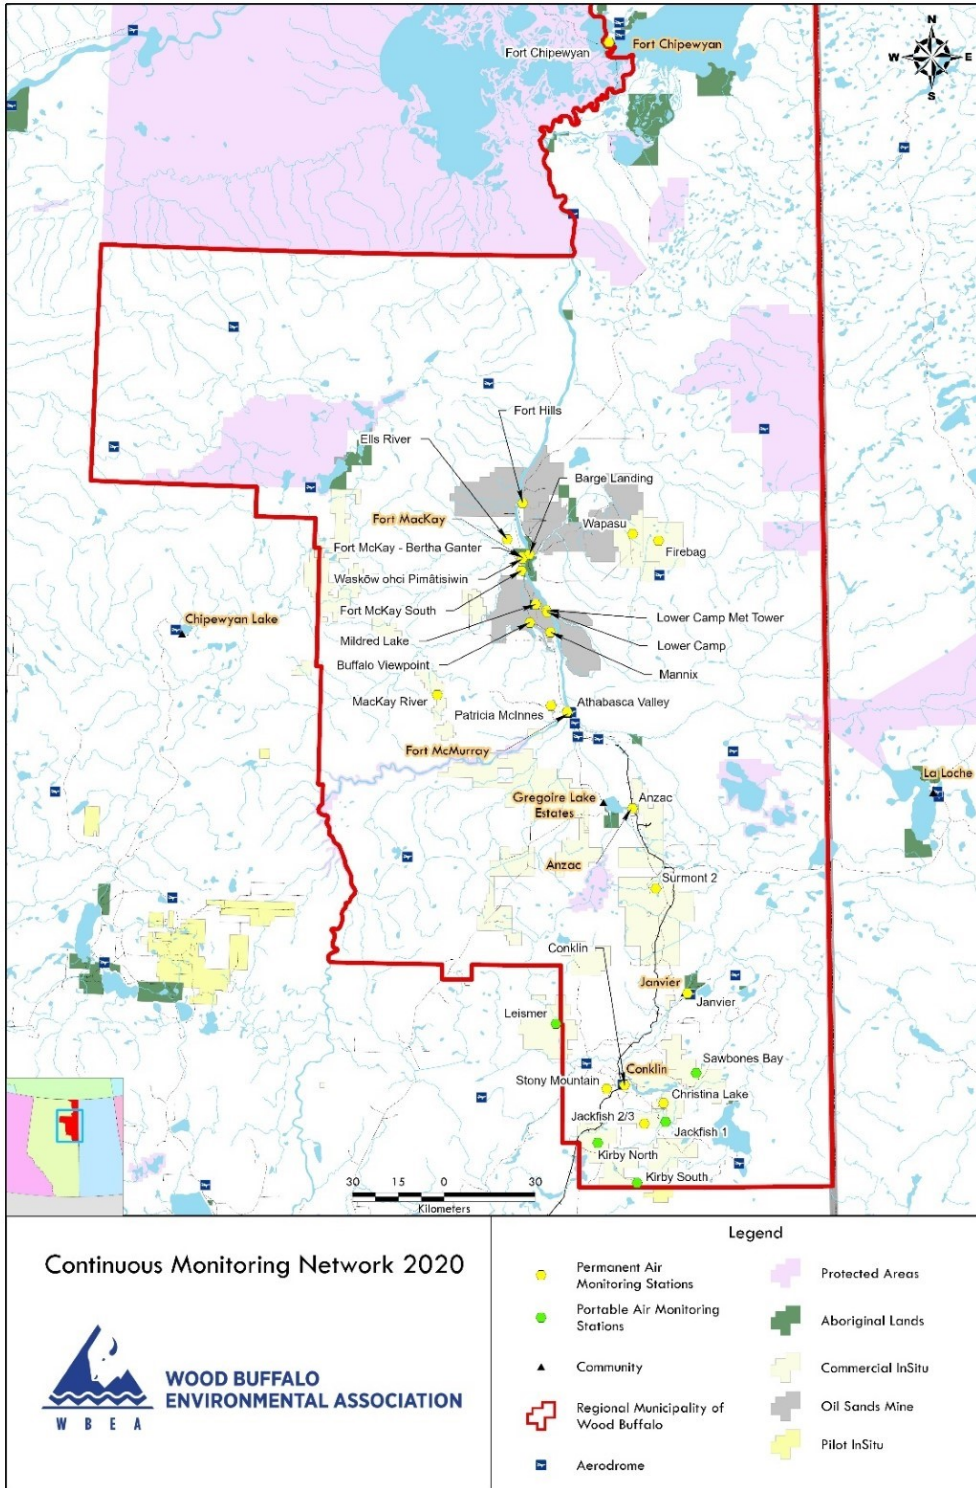 N
W E
S
Fort Chipewyan
Fort Chipewyan
Fort Hills
Ells River
Barge Landing
Fort MacKay
Wapasu
Fort McKay - Bertha Ganter
Firebag
Waskōw ohci Pimâtisiwin
Fort McKay South
Chipewyan Lake
Lower Camp Met Tower
Mildred Lake
Lower Camp
Buffalo Viewpoint
Mannix
MacKay River
Athabasca Valley
Patricia McInnes
Fort McMurray
La Loche
Gregoire Lake
Estates
Anzac
Anzac
Surmont 2
Conklin
Janvier
Janvier
Leismer
Sawbones Bay
Conklin
Stony Mountain
Christina Lake
Jackfish 2/3
Jackfish 1
Kirby North
Kirby South
30 15 0 30
Kilometers
Continuous Monitoring Network 2020
WBEA
WOOD BUFFALO
ENVIRONMENTAL ASSOCIATION
Legend
Permanent Air
Monitoring Stations
Portable Air Monitoring
Stations
Community
Regional Municipality of
Wood Buffalo
Aerodrome
Protected Areas
Aboriginal Lands
Commercial InSitu
Oil Sands Mine
Pilot InSitu